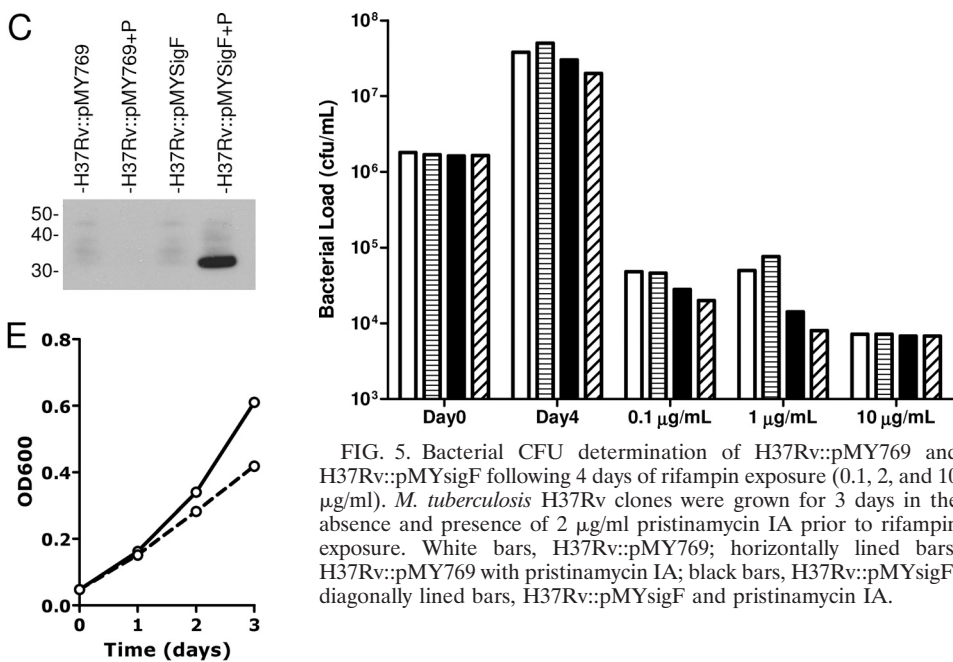 C
-H37Rv::pMY769
-H37Rv::pMY769+P
-H37Rv::pMYSigF
-H37Rv::pMYSigF+P
50-
40-
30-
E
OD600
0.8
0.6
0.4
0.2
0.0
0 1 2 3
Time (days)
Bacterial Load (cfu/mL)
10⁸
10⁷
10⁶
10⁵
10⁴
10³
Day0 Day4 0.1 µg/mL 1 µg/mL 10 µg/mL
FIG. 5. Bacterial CFU determination of H37Rv::pMY769 and
H37Rv::pMYsigF following 4 days of rifampin exposure (0.1, 2, and 10
µg/ml). M. tuberculosis H37Rv clones were grown for 3 days in the
absence and presence of 2 µg/ml pristinamycin IA prior to rifampin
exposure. White bars, H37Rv::pMY769; horizontally lined bars
H37Rv::pMY769 with pristinamycin IA; black bars, H37Rv::pMYsigF
diagonally lined bars, H37Rv::pMYsigF and pristinamycin IA.